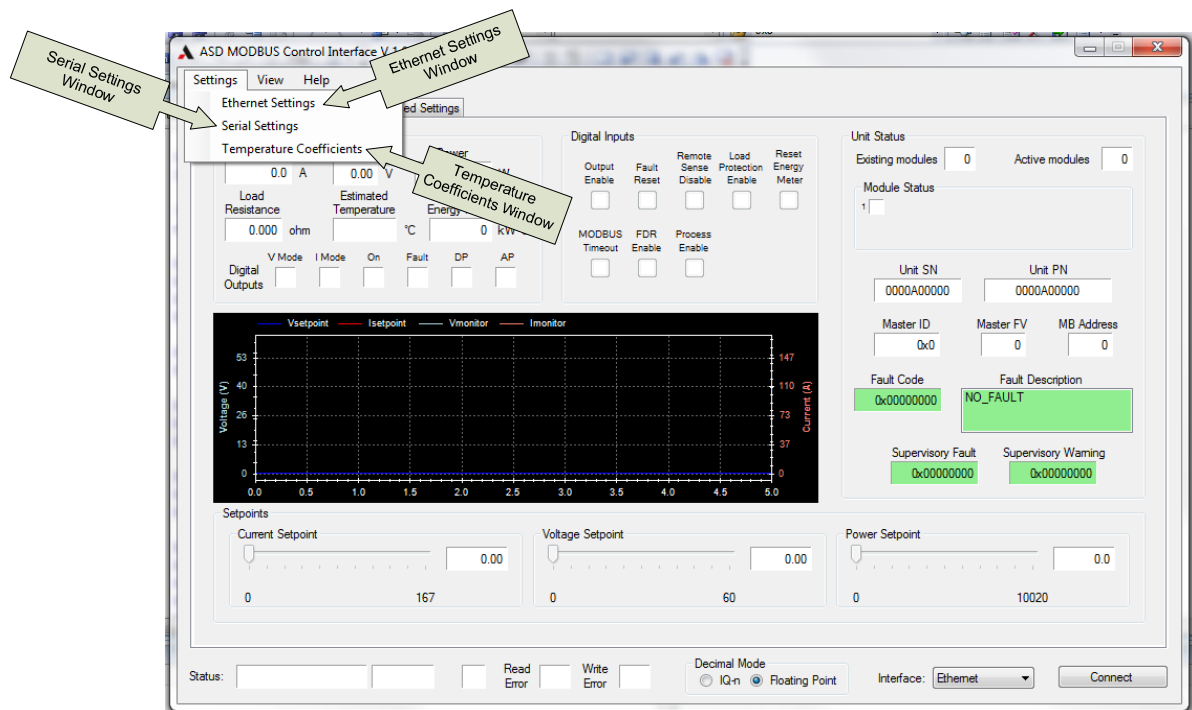 ASD MODBUS Control Interface
Settings View Help
Ethernet Settings
Serial Settings
Temperature Coefficients
Serial Settings
Window
Ethernet Settings
Window
Temperature
Coefficients Window
ed Settings
0.0 A
0.00 V
Load
Resistance
0.000 ohm
Estimated
Temperature
°C
0
Digital
Outputs
V Mode I Mode On Fault DP AP
Digital Inputs
Output
Enable
Fault
Reset
Remote
Sense
Disable
Load
Protection
Enable
Reset
Energy
Meter
MODBUS
Timeout
FDR
Enable
Process
Enable
Unit Status
Existing modules 0 Active modules 0
Module Status
1
Unit SN Unit PN
0000A00000 0000A00000
Master ID Master FV MB Address
0x0 0 0
Fault Code Fault Description
0x00000000 NO_FAULT
Supervisory Fault Supervisory Warning
0x00000000 0x00000000
Vsetpoint Isetpoint Vmonitor Imonitor
Voltage (V)
53
40
26
13
0
147
110
73
37
0
Current (A)
0.0 0.5 1.0 1.5 2.0 2.5 3.0 3.5 4.0 4.5 5.0
Setpoints
Current Setpoint
0.00
0 167
Voltage Setpoint
0.00
0 60
Power Setpoint
0.0
0 10020
Status:
Read
Error
Write
Error
Decimal Mode
IQ-n Floating Point
Interface: Ethernet
Connect